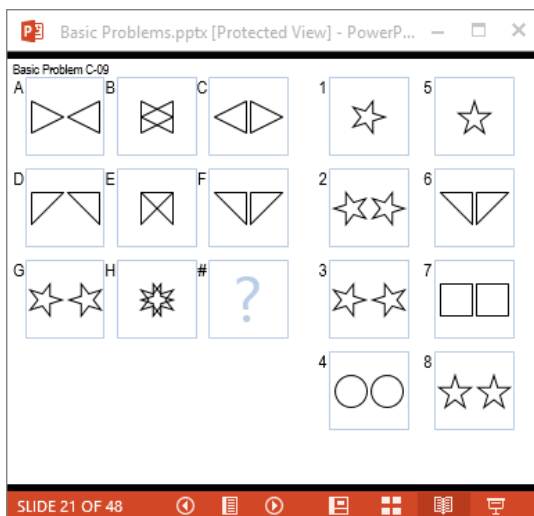 Basic Problems.pptx [Protected View] - PowerP...
Basic Problem C-09
A B C 1 5
D E F 2 6
G H # ? 3 7
4 8
SLIDE 21 OF 48